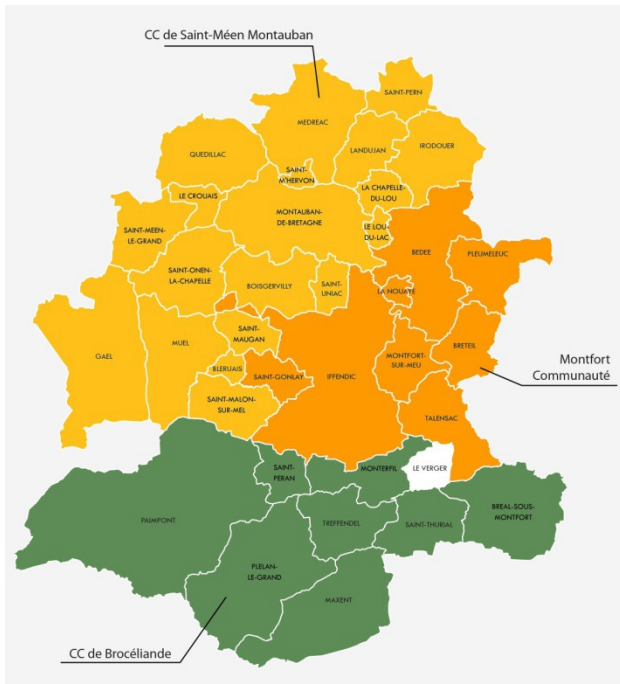 CC de Saint-Méen Montauban
SAINT-PERN
MEDREAC
IRODOUER
LANDUJAN
QUEDILLAC
SAINT-
M'HERVON
LA CHAPELLE-
DU-LOU
LE CROUAIS
MONTAUBAN-
DE-BRETAGNE
SAINT-MEEN-
LE-GRAND
LE LOU-
DU-LAC
BEDEE
PLEUMELEUC
SAINT-ONEN-
LA-CHAPELLE
BOISGERVILLY
SAINT-
UNIAC
LA NOUAYE
SAINT-
MAUGAN
MUEL
GAEL
BRETEIL
MONTFORT-
SUR-MEU
Montfort
Communauté
BLERUAIS
SAINT-GONLAY
IFFENDIC
SAINT-MALON-
SUR-MEL
TALENSAC
SAINT-
PERAN
MONTERFIL
LE VERGER
BREAL-SOUS-
MONTFORT
PAIMPONT
TREFFENDEL
SAINT-THURIAL
PLELAN-
LE-GRAND
MAXENT
CC de Brocéliande